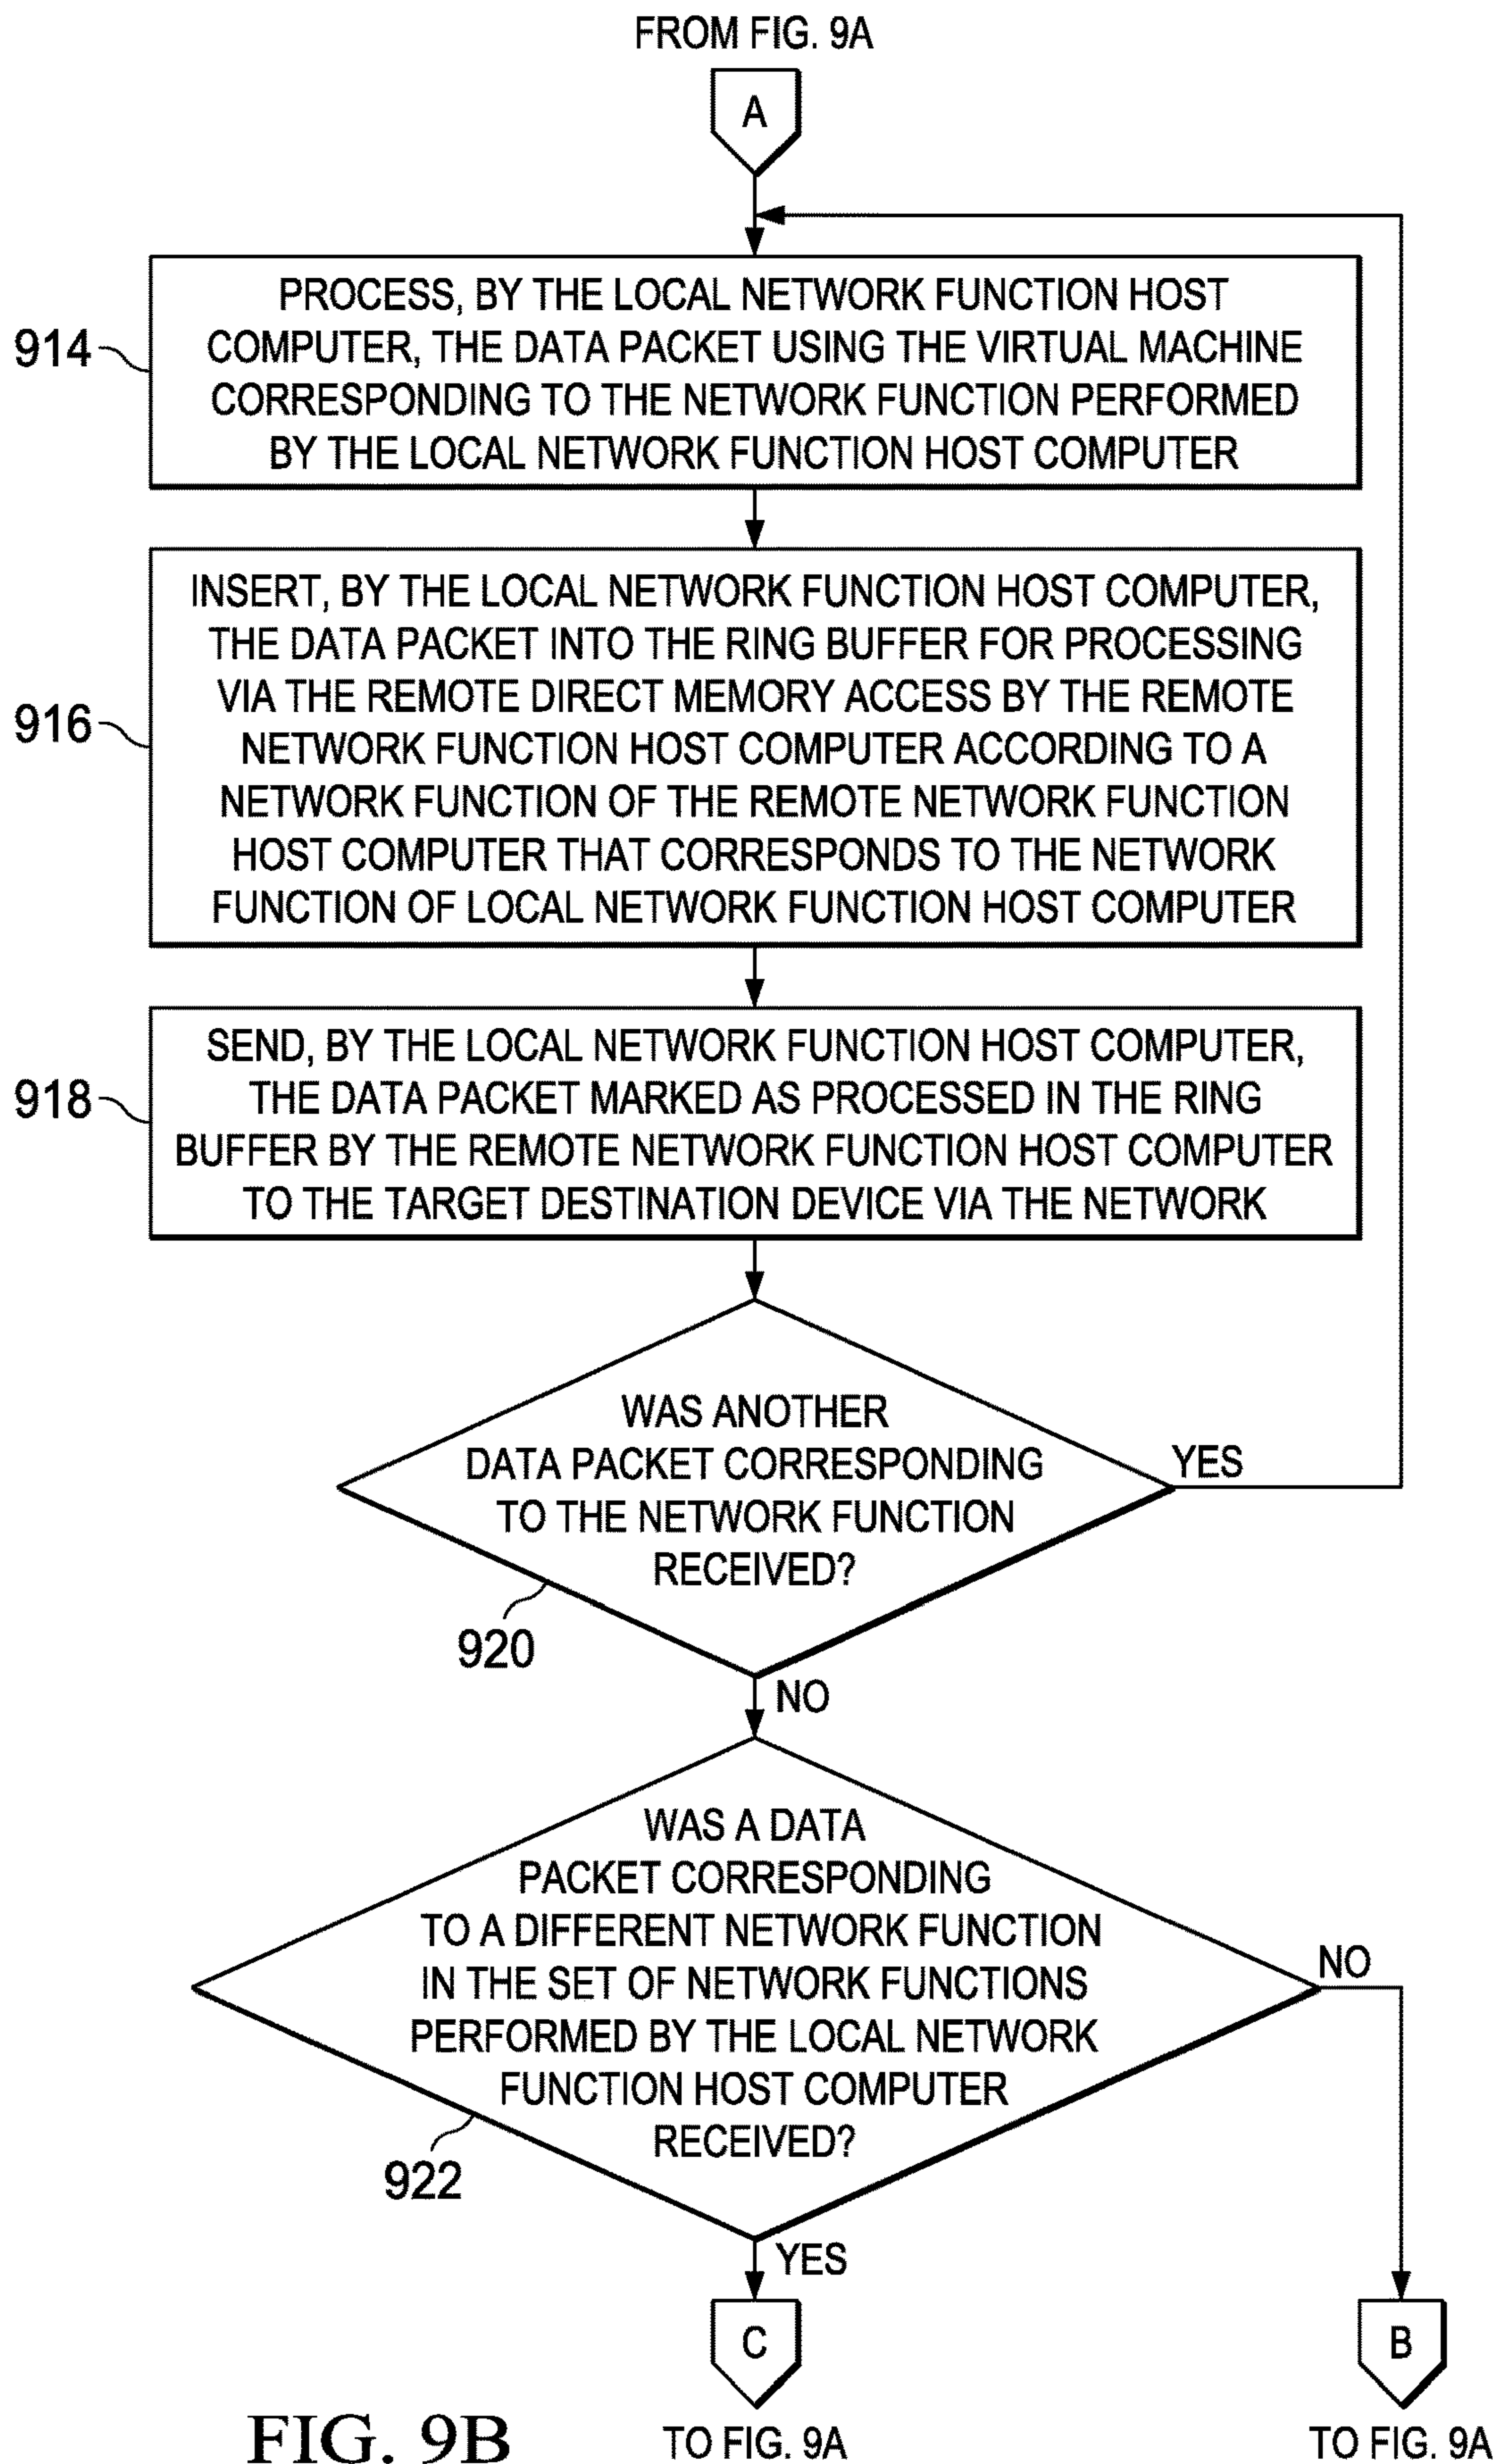 FROM FIG. 9A
A
914
PROCESS, BY THE LOCAL NETWORK FUNCTION HOST
COMPUTER, THE DATA PACKET USING THE VIRTUAL MACHINE
CORRESPONDING TO THE NETWORK FUNCTION PERFORMED
BY THE LOCAL NETWORK FUNCTION HOST COMPUTER
916
INSERT, BY THE LOCAL NETWORK FUNCTION HOST COMPUTER,
THE DATA PACKET INTO THE RING BUFFER FOR PROCESSING
VIA THE REMOTE DIRECT MEMORY ACCESS BY THE REMOTE
NETWORK FUNCTION HOST COMPUTER ACCORDING TO A
NETWORK FUNCTION OF THE REMOTE NETWORK FUNCTION
HOST COMPUTER THAT CORRESPONDS TO THE NETWORK
FUNCTION OF LOCAL NETWORK FUNCTION HOST COMPUTER
918
SEND, BY THE LOCAL NETWORK FUNCTION HOST COMPUTER,
THE DATA PACKET MARKED AS PROCESSED IN THE RING
BUFFER BY THE REMOTE NETWORK FUNCTION HOST COMPUTER
TO THE TARGET DESTINATION DEVICE VIA THE NETWORK
WAS ANOTHER
DATA PACKET CORRESPONDING
TO THE NETWORK FUNCTION
RECEIVED?
YES
920
NO
WAS A DATA
PACKET CORRESPONDING
TO A DIFFERENT NETWORK FUNCTION
IN THE SET OF NETWORK FUNCTIONS
PERFORMED BY THE LOCAL NETWORK
FUNCTION HOST COMPUTER
RECEIVED?
NO
922
YES
C
B
FIG. 9B
TO FIG. 9A
TO FIG. 9A